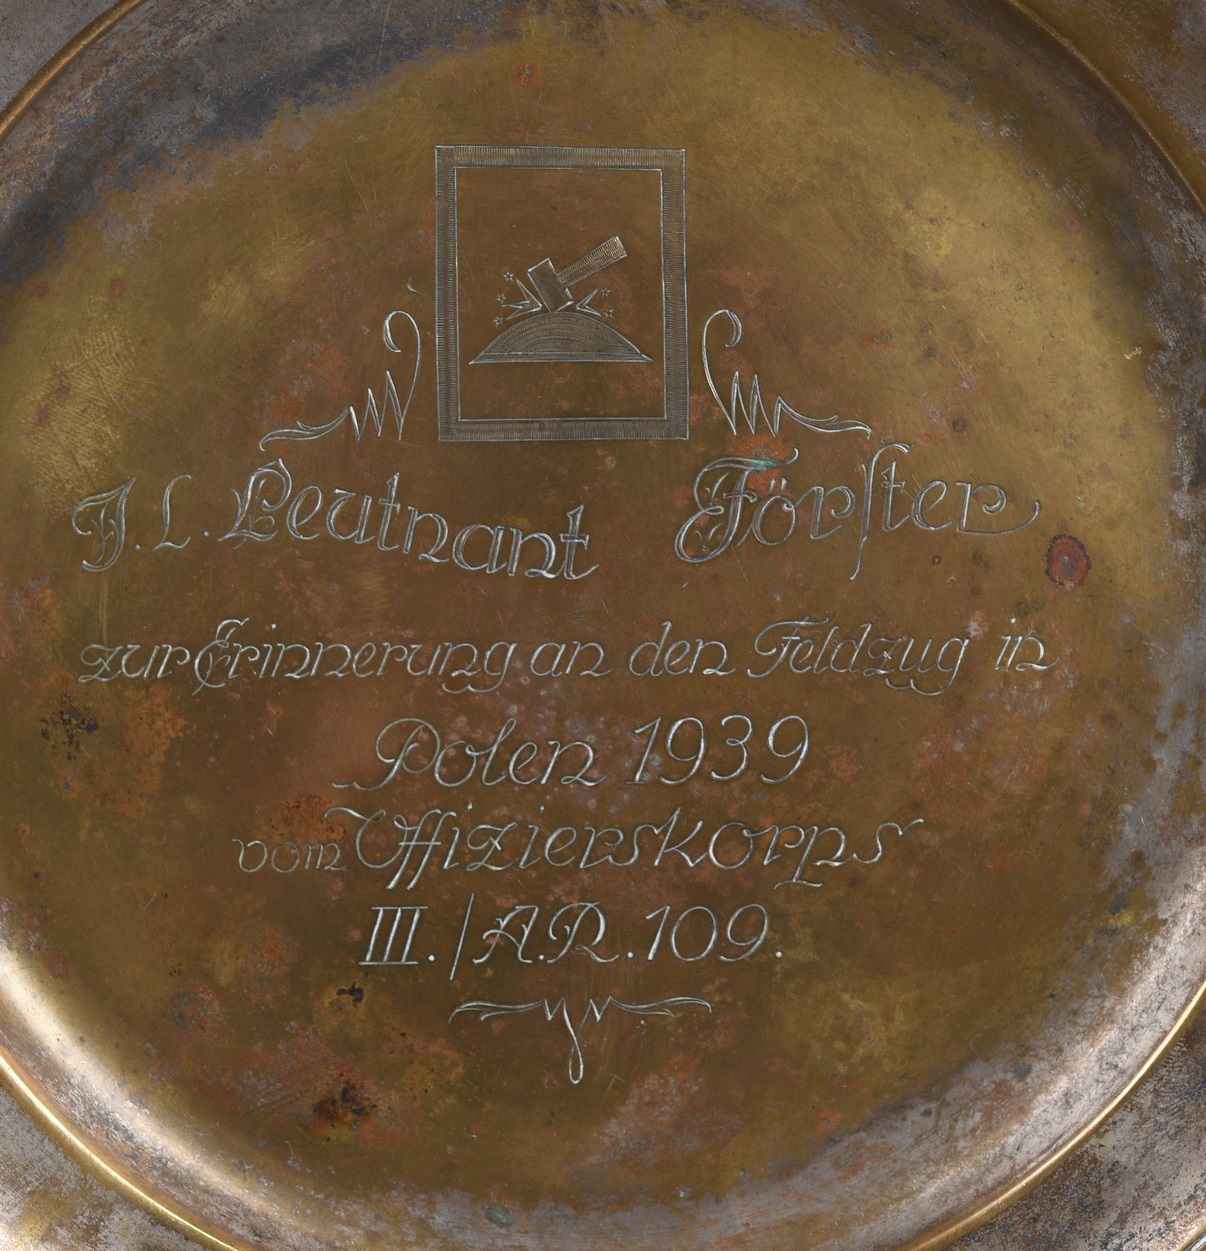 J. L. Leutnant Förster
zur Erinnerung an den Feldzug in
Polen 1939
vom Offizierskorps
III./A.R.109.